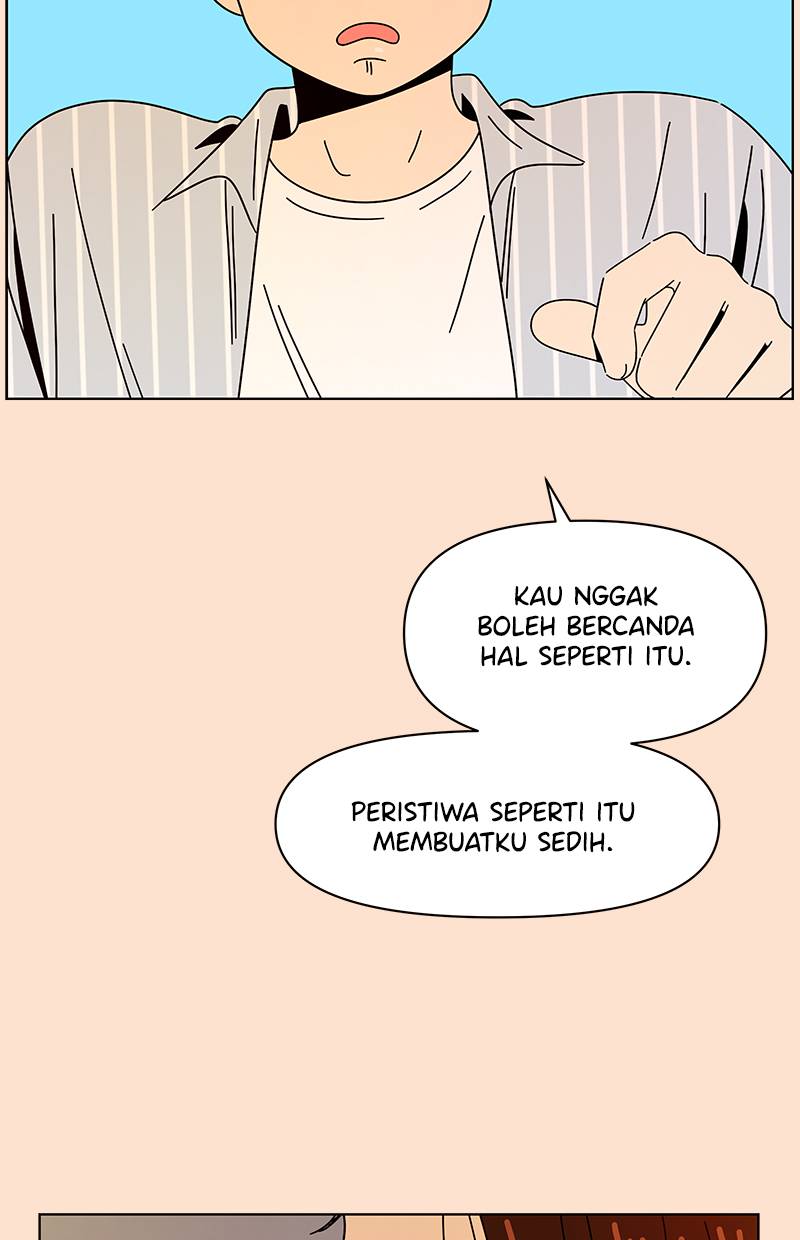 KAU NGGAK
BOLEH BERCANDA
HAL SEPERTI ITU.
PERISTIWA SEPERTI ITU
MEMBUATKU SEDIH.